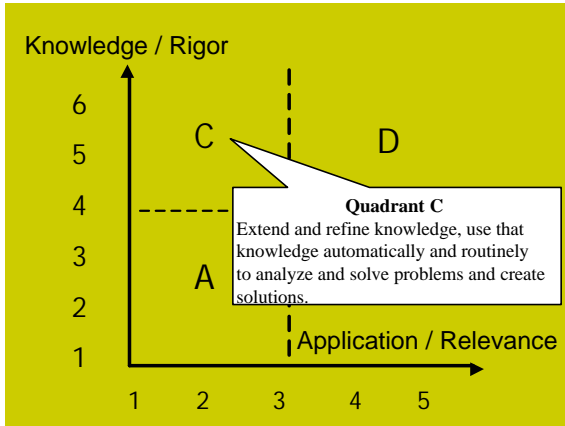 Knowledge / Rigor
6
C
D
5
4
Quadrant C
Extend and refine knowledge, use that
knowledge automatically and routinely
to analyze and solve problems and create
solutions.
3
A
2
Application / Relevance
1
1 2 3 4 5